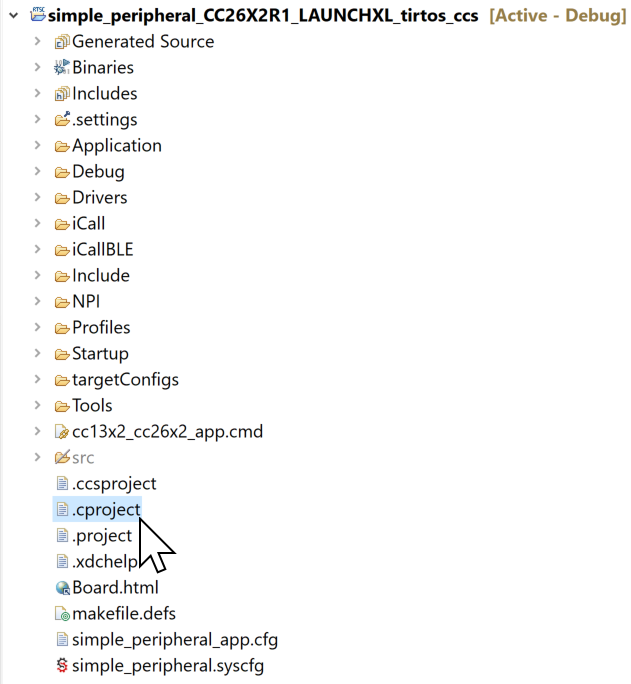 simple_peripheral_CC26X2R1_LAUNCHXL_tirtos_ccs [Active - Debug]
Generated Source
Binaries
Includes
.settings
Application
Debug
Drivers
iCall
iCallBLE
Include
NPI
Profiles
Startup
targetConfigs
Tools
cc13x2_cc26x2_app.cmd
src
.ccsproject
.cproject
.project
.xdchelp
Board.html
makefile.defs
simple_peripheral_app.cfg
simple_peripheral.syscfg